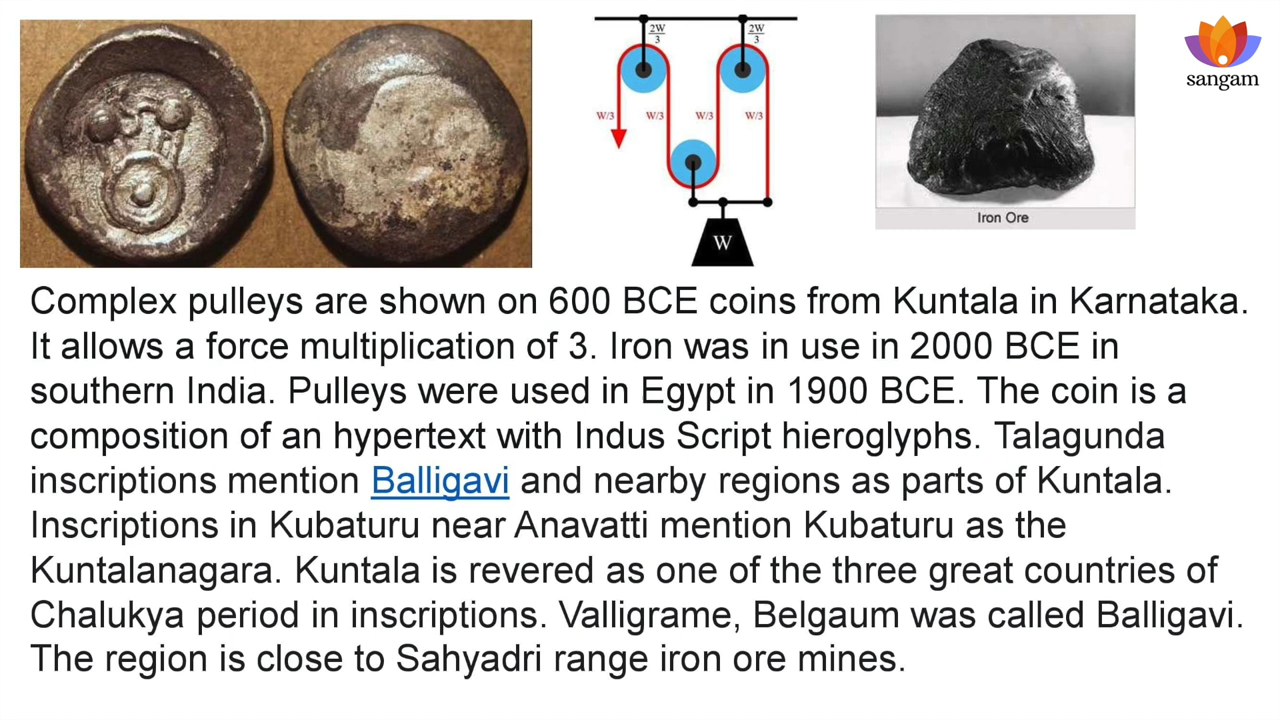 2W
3
2W
3
W/3
W/3
W/3
W/3
W
Iron Ore
sangam
Complex pulleys are shown on 600 BCE coins from Kuntala in Karnataka.
It allows a force multiplication of 3. Iron was in use in 2000 BCE in
southern India. Pulleys were used in Egypt in 1900 BCE. The coin is a
composition of an hypertext with Indus Script hieroglyphs. Talagunda
inscriptions mention Balligavi and nearby regions as parts of Kuntala.
Inscriptions in Kubaturu near Anavatti mention Kubaturu as the
Kuntalanagara. Kuntala is revered as one of the three great countries of
Chalukya period in inscriptions. Valligrame, Belgaum was called Balligavi.
The region is close to Sahyadri range iron ore mines.